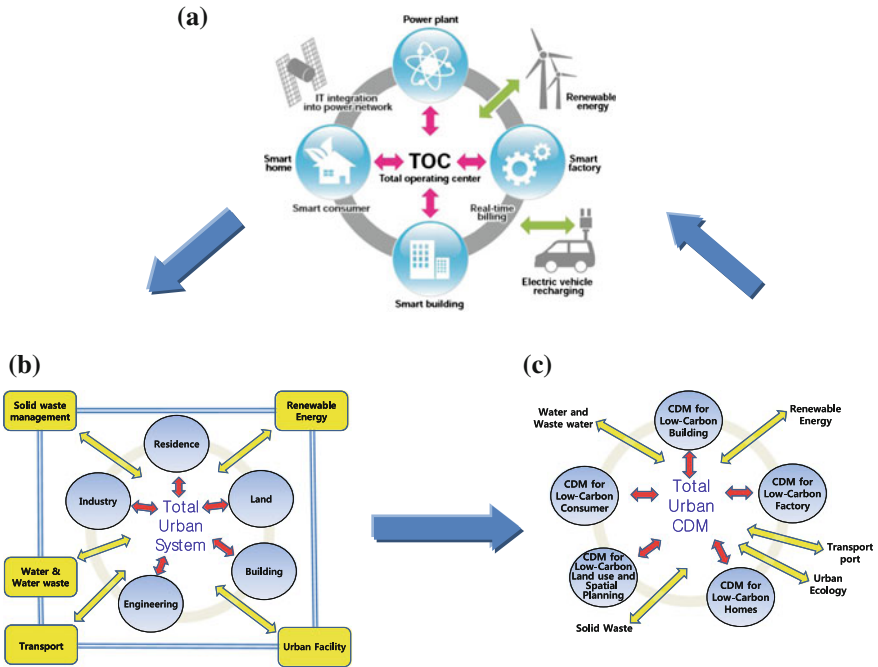 (a)
Power plant
IT integration
into power network
Renewable
energy
Smart
home
TOC
Total operating center
Smart
factory
Smart consumer
Real-time
billing
Smart building
Electric vehicle
recharging
(b)
Solid waste
management
Renewable
Energy
Residence
Industry
Land
Total
Urban
System
Water &
Water waste
Building
Engineering
Transport
Urban Facility
(c)
Water and
Waste water
CDM for
Low-Carbon
Building
Renewable
Energy
CDM for
Low-Carbon
Consumer
Total
Urban
CDM
CDM for
Low-Carbon
Factory
CDM for
Low-Carbon
Land use and
Spatial
Planning
CDM for
Low-Carbon
Homes
Transport
port
Urban
Ecology
Solid Waste